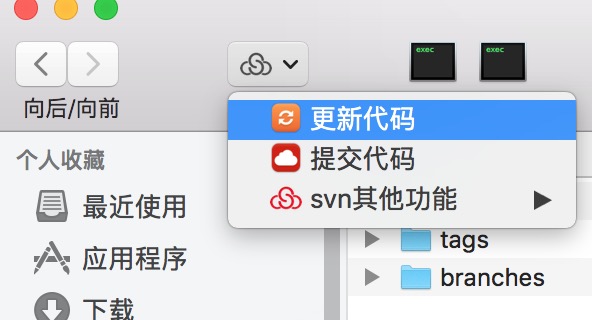 exec
exec
向后/向前
更新代码
提交代码
svn其他功能
个人收藏
最近使用
应用程序
下载
tags
branches